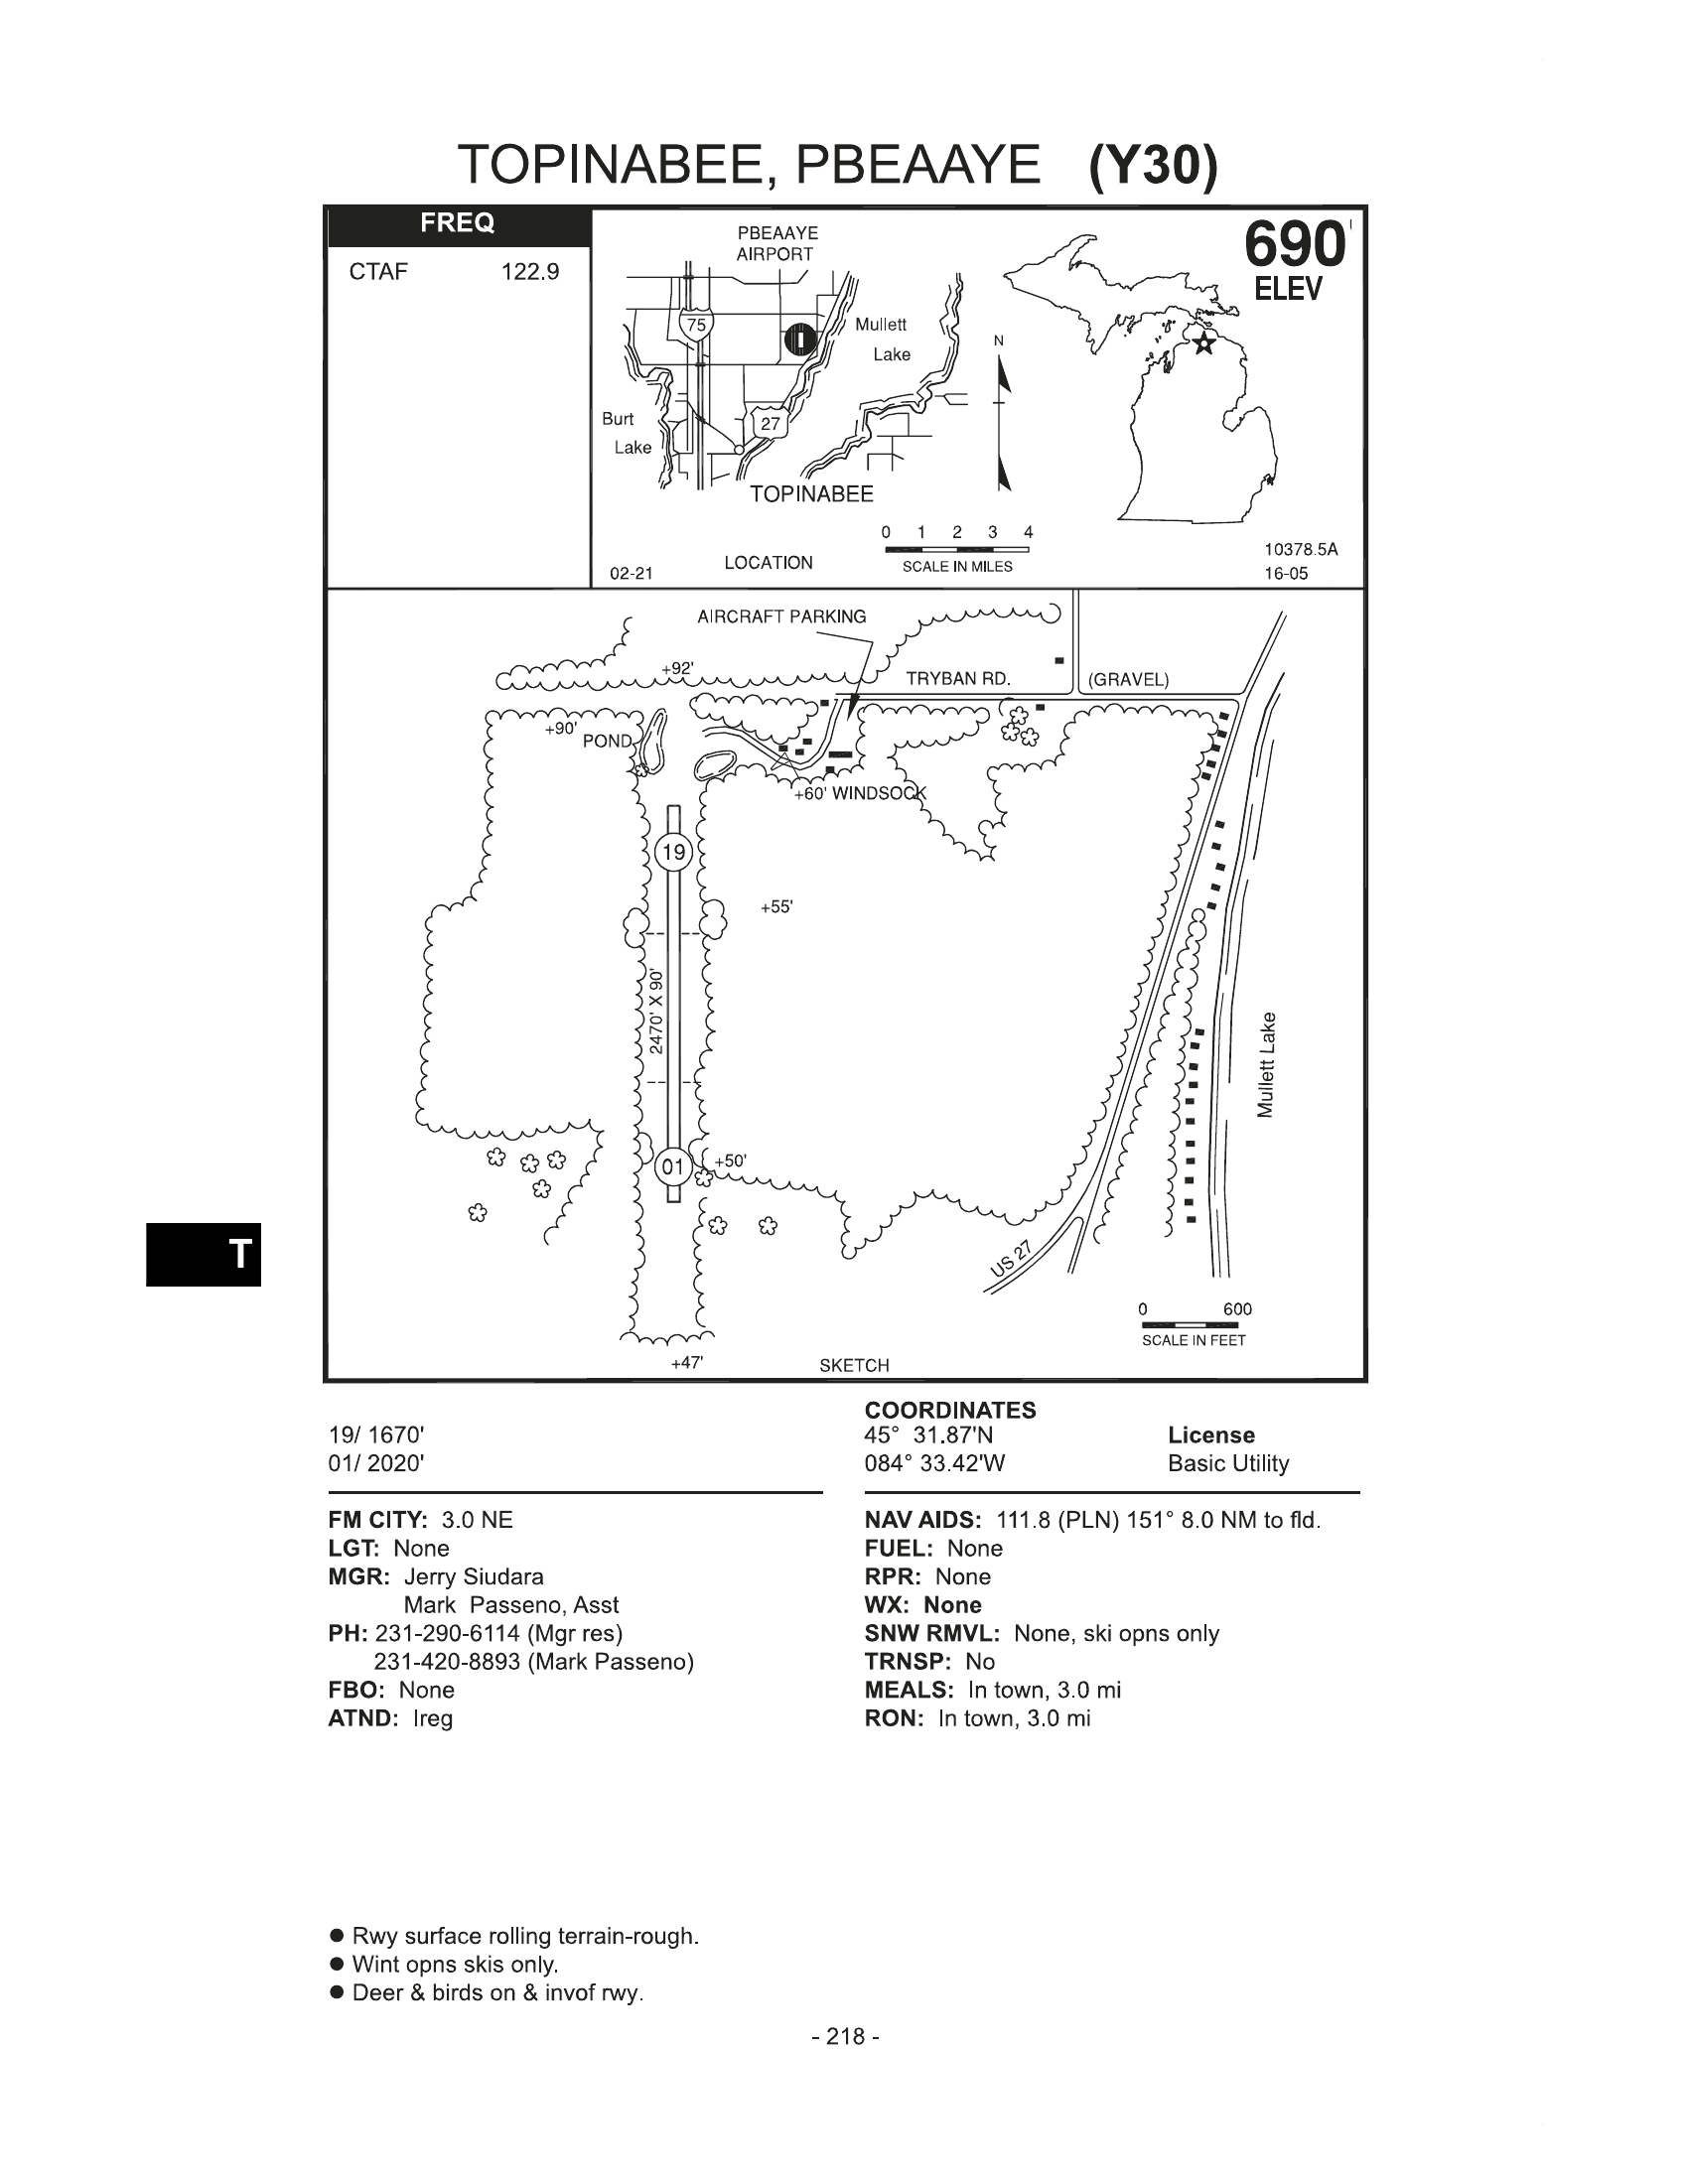 TOPINABEE, PBEAAYE (Y30)
FREQ
CTAF 122.9
PBEAAYE
AIRPORT
75
Mullett
Lake
Burt
Lake
27
TOPINABEE
N
690'
ELEV
0 1 2 3 4
SCALE IN MILES
LOCATION
02-21
10378.5A
16-05
AIRCRAFT PARKING
+92'
TRYBAN RD.
(GRAVEL)
+90'
POND
+60' WINDSOCK
19
+55'
2470' X 90'
Mullett Lake
01
+50'
US 27
0 600
SCALE IN FEET
+47'
SKETCH
19/ 1670'
01/ 2020'
COORDINATES
45° 31.87'N
084° 33.42'W
License
Basic Utility
FM CITY: 3.0 NE
LGT: None
MGR: Jerry Siudara
Mark Passeno, Asst
PH: 231-290-6114 (Mgr res)
231-420-8893 (Mark Passeno)
FBO: None
ATND: Ireg
NAV AIDS: 111.8 (PLN) 151° 8.0 NM to fld.
FUEL: None
RPR: None
WX: None
SNW RMVL: None, ski opns only
TRNSP: No
MEALS: In town, 3.0 mi
RON: In town, 3.0 mi
T
● Rwy surface rolling terrain-rough.
● Wint opns skis only.
● Deer & birds on & invof rwy.
- 218 -